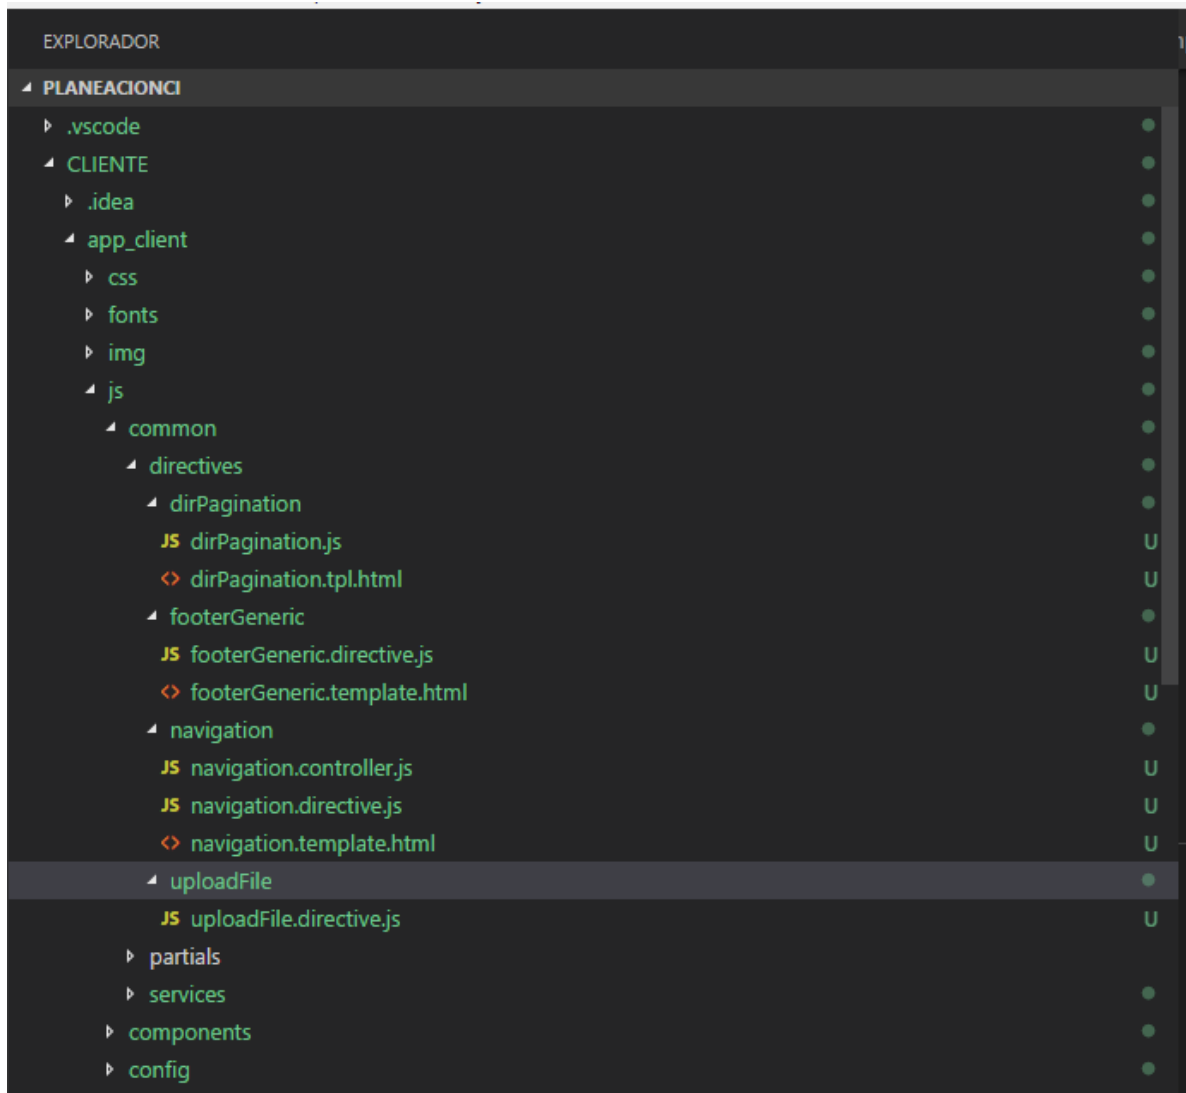 EXPLORADOR
PLANEACIONCI
.vscode
CLIENTE
.idea
app_client
css
fonts
img
js
common
directives
dirPagination
JS dirPagination.js U
<> dirPagination.tpl.html U
footerGeneric
JS footerGeneric.directive.js U
<> footerGeneric.template.html U
navigation
JS navigation.controller.js U
JS navigation.directive.js U
<> navigation.template.html U
uploadFile
JS uploadFile.directive.js U
partials
services
components
config